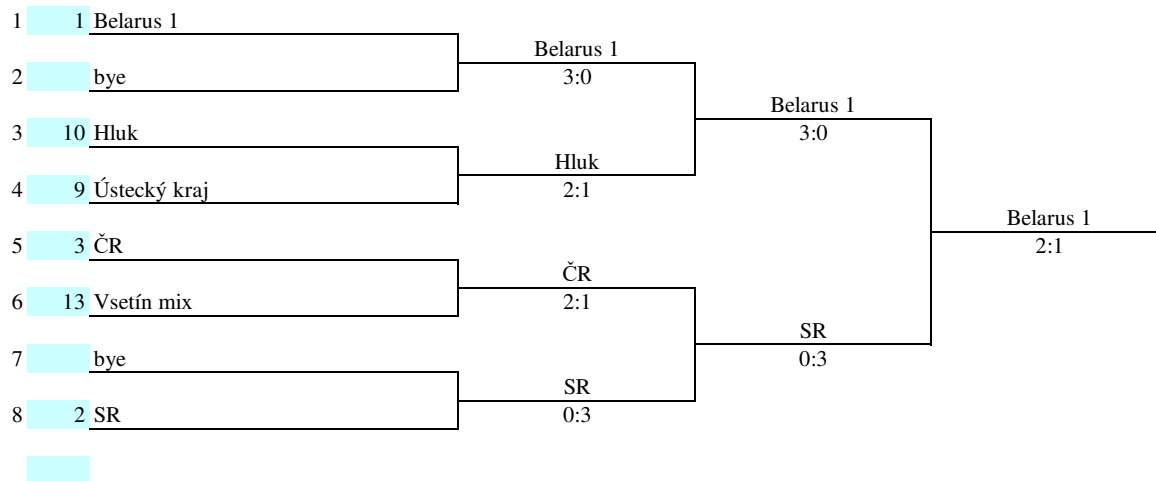 1 1 Belarus 1
Belarus 1
2 bye
3:0
Belarus 1
3 10 Hluk
3:0
Hluk
4 9 Ústecký kraj
2:1
Belarus 1
5 3 ČR
2:1
ČR
6 13 Vsetín mix
2:1
SR
7 bye
0:3
SR
8 2 SR
0:3